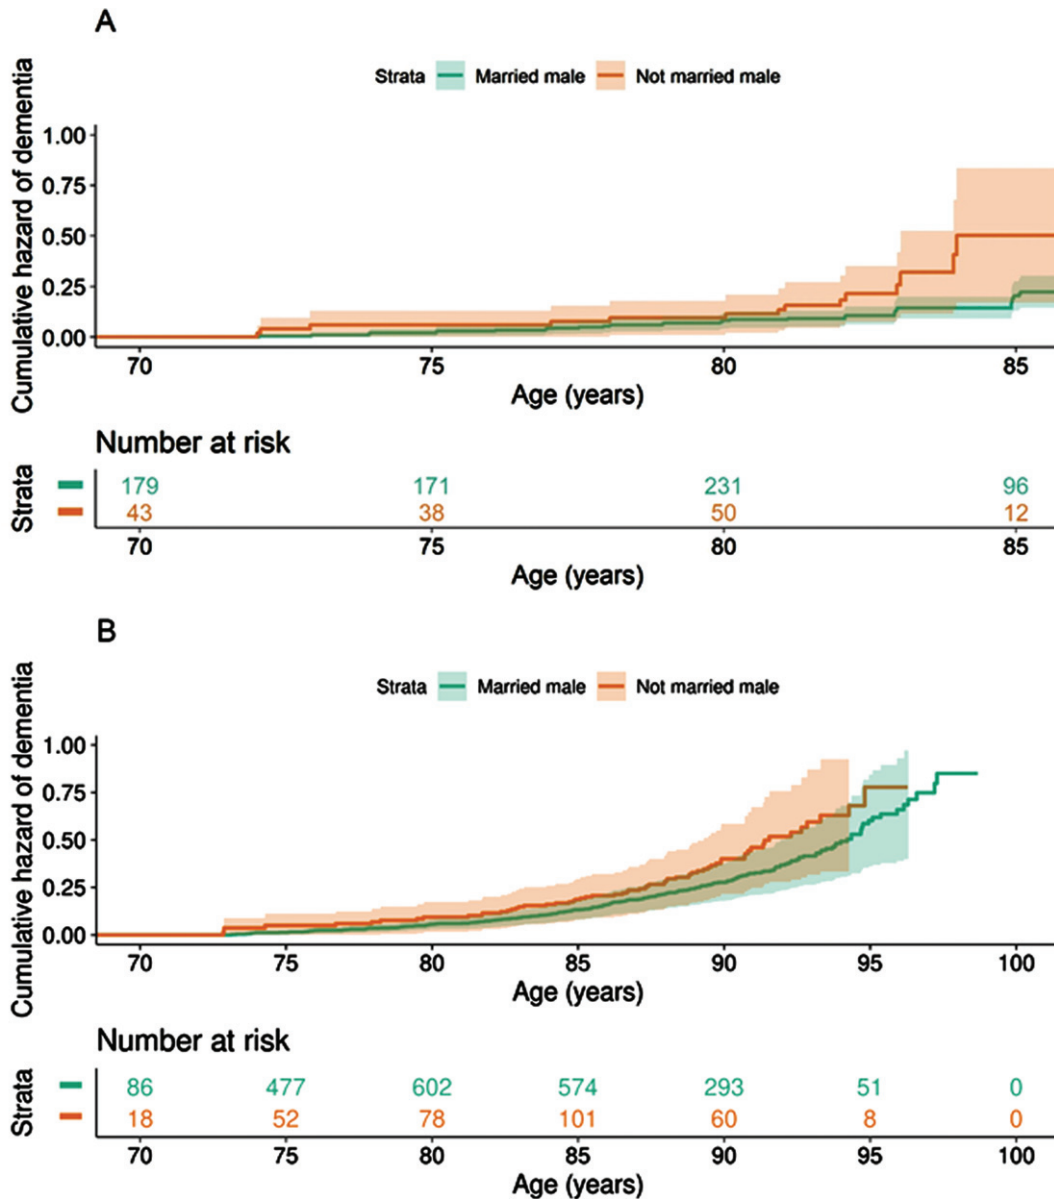 A
Strata Married male Not married male
Cumulative hazard of dementia
1.00
0.75
0.50
0.25
0.00
70 75 80 85
Age (years)
Number at risk
Strata
179 171 231 96
43 38 50 12
70 75 80 85
Age (years)
B
Strata Married male Not married male
Cumulative hazard of dementia
1.00
0.75
0.50
0.25
0.00
70 75 80 85 90 95 100
Age (years)
Number at risk
Strata
86 477 602 574 293 51 0
18 52 78 101 60 8 0
70 75 80 85 90 95 100
Age (years)